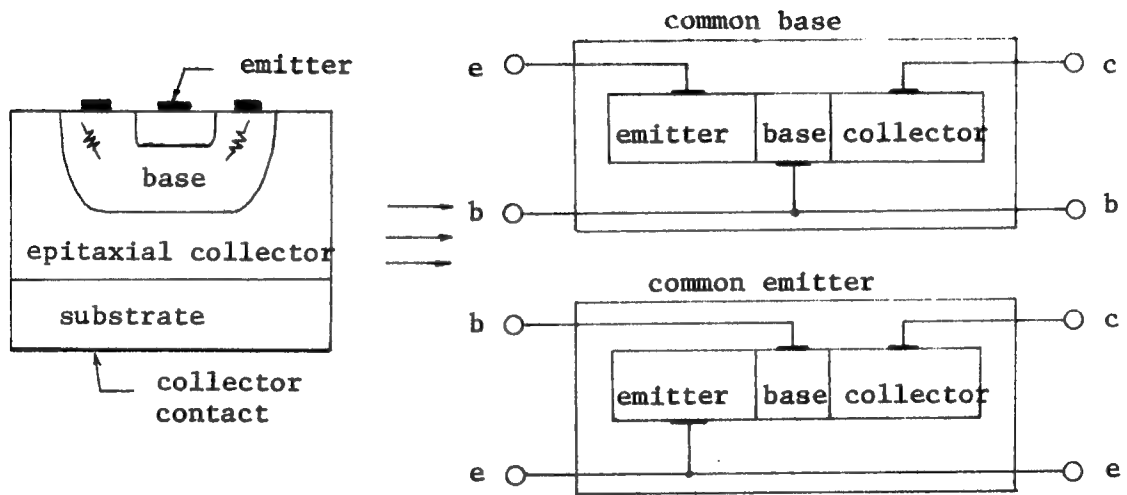 emitter
base
epitaxial collector
substrate
collector
contact
common base
e
c
emitter
base
collector
b
b
common emitter
b
c
emitter
base
collector
e
e